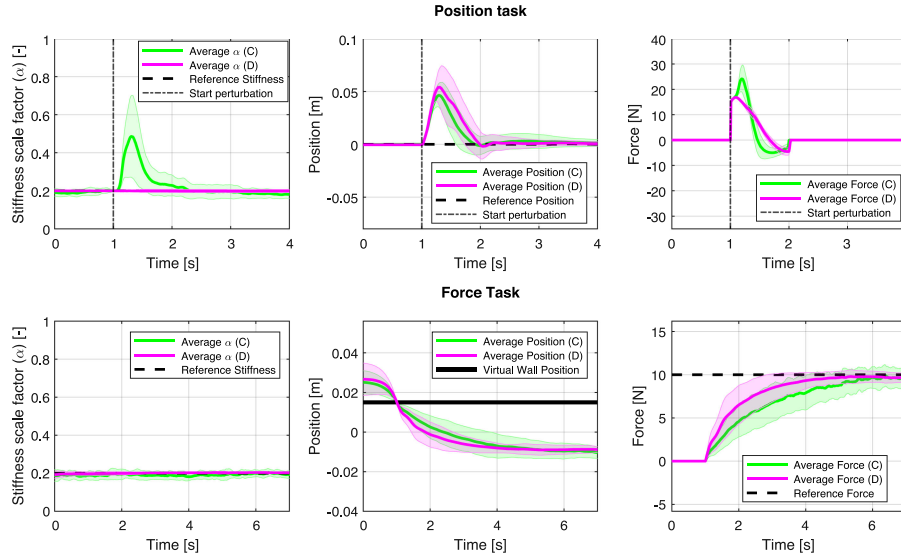 Position task
Stiffness scale factor (α) [-]
1
0.8
0.6
0.4
0.2
0
0 1 2 3 4
Time [s]
Average α (C)
Average α (D)
Reference Stiffness
Start perturbation
Position [m]
0.1
0.05
0
-0.05
0 1 2 3 4
Time [s]
Average Position (C)
Average Position (D)
Reference Position
Start perturbation
Force [N]
40
30
20
10
0
-10
-20
-30
0 1 2 3
Time [s]
Average Force (C)
Average Force (D)
Start perturbation
Force Task
Stiffness scale factor (α) [-]
1
0.8
0.6
0.4
0.2
0
0 2 4 6
Time [s]
Average α (C)
Average α (D)
Reference Stiffness
Position [m]
0.04
0.02
0
-0.02
-0.04
0 2 4 6
Time [s]
Average Position (C)
Average Position (D)
Virtual Wall Position
Force [N]
15
10
5
0
-5
0 2 4 6
Time [s]
Average Force (C)
Average Force (D)
Reference Force